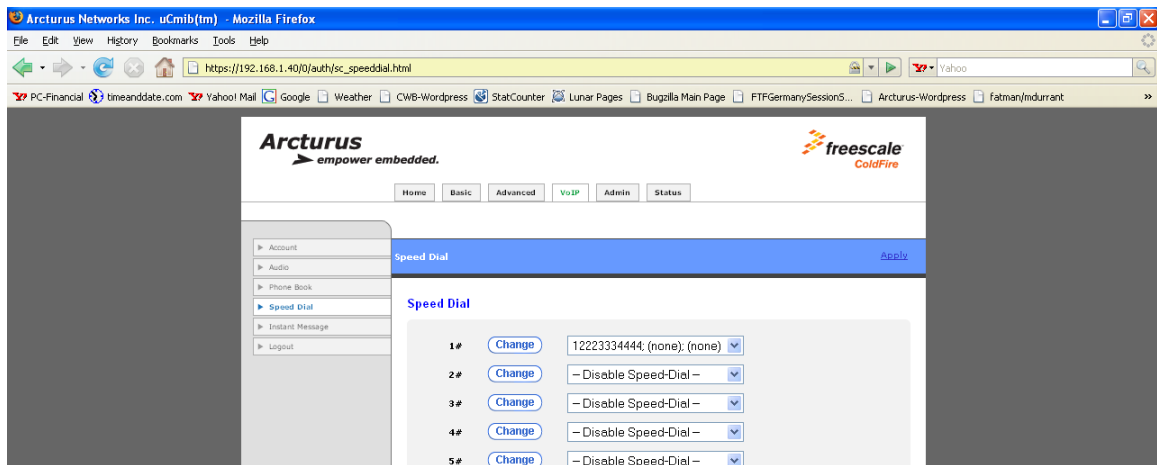 Arcturus Networks Inc. uCmib(tm) - Mozilla Firefox
File Edit View History Bookmarks Tools Help
https://192.168.1.40/0/auth/sc_speeddial.html Yahoo
PC-Financial timeanddate.com Yahoo! Mail Google Weather CWB-Wordpress StatCounter Lunar Pages Bugzilla Main Page FTFGermanySessionS... Arcturus-Wordpress fatman/mdurrant »
Arcturus
empower embedded.
freescale
ColdFire
Home Basic Advanced VoIP Admin Status
Account
Audio
Phone Book
Speed Dial
Instant Message
Logout
Speed Dial Apply
Speed Dial
1# Change 12223334444; (none); (none)
2# Change – Disable Speed-Dial –
3# Change – Disable Speed-Dial –
4# Change – Disable Speed-Dial –
5# Change – Disable Speed-Dial –